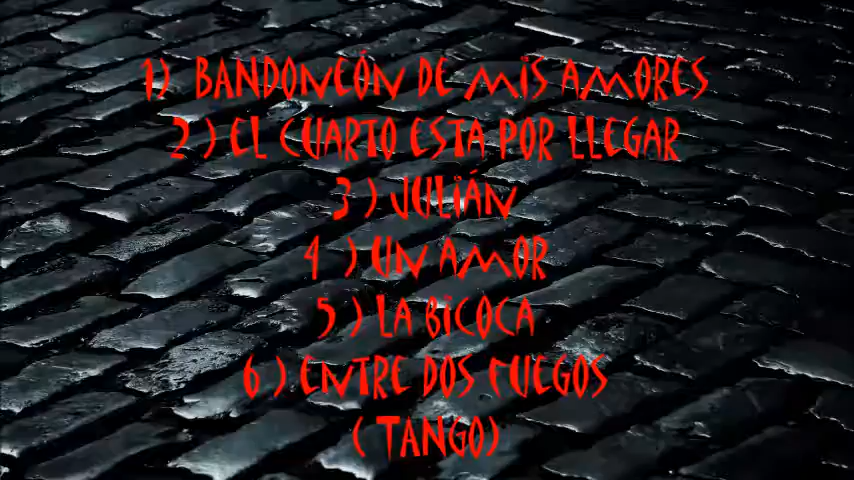 1) BANDONEÓN DE MIS AMORES
2) EL CUARTO ESTA POR LLEGAR
3) JULIÁN
4) UN AMOR
5) LA BICOCA
6) ENTRE DOS FUEGOS
(TANGO)